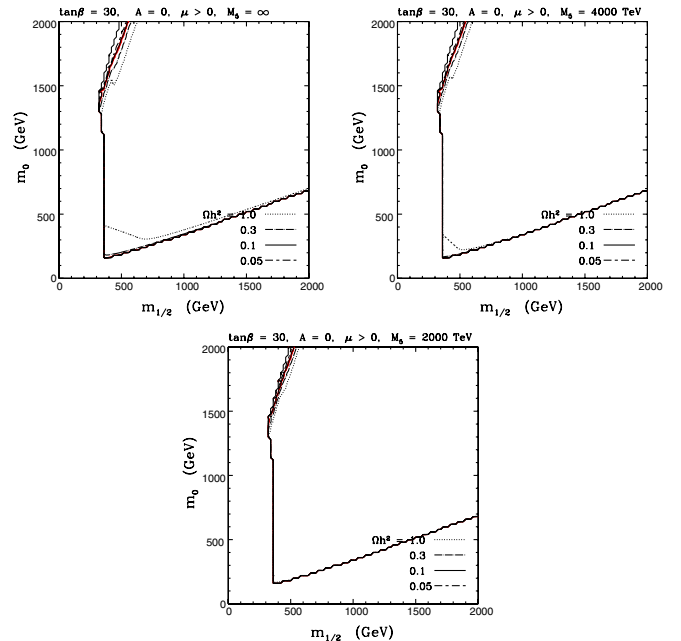 tanβ = 30, A = 0, μ > 0, M₅ = ∞
2000
1500
1000
500
0
m₀ (GeV)
Ωh² = 1.0
0.3
0.1
0.05
0 500 1000 1500 2000
m₁/₂ (GeV)
tanβ = 30, A = 0, μ > 0, M₅ = 4000 TeV
2000
1500
1000
500
0
m₀ (GeV)
Ωh² = 1.0
0.3
0.1
0.05
0 500 1000 1500 2000
m₁/₂ (GeV)
tanβ = 30, A = 0, μ > 0, M₅ = 2000 TeV
2000
1500
1000
500
0
m₀ (GeV)
Ωh² = 1.0
0.3
0.1
0.05
0 500 1000 1500 2000
m₁/₂ (GeV)